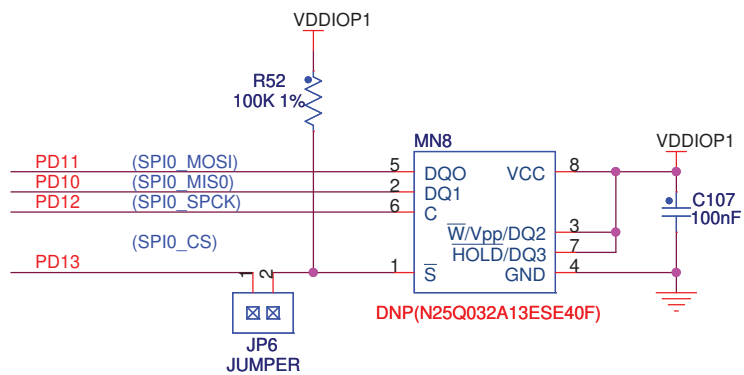 VDDIOP1
R52
100K 1%
MN8
VDDIOP1
PD11 (SPI0_MOSI) 5 DQO VCC 8
PD10 (SPI0_MIS0) 2 DQ1
PD12 (SPI0_SPCK) 6 C
C107
100nF
W/Vpp/DQ2 3
(SPI0_CS)
HOLD/DQ3 7
PD13 1 2 1 S GND 4
DNP(N25Q032A13ESE40F)
JP6
JUMPER